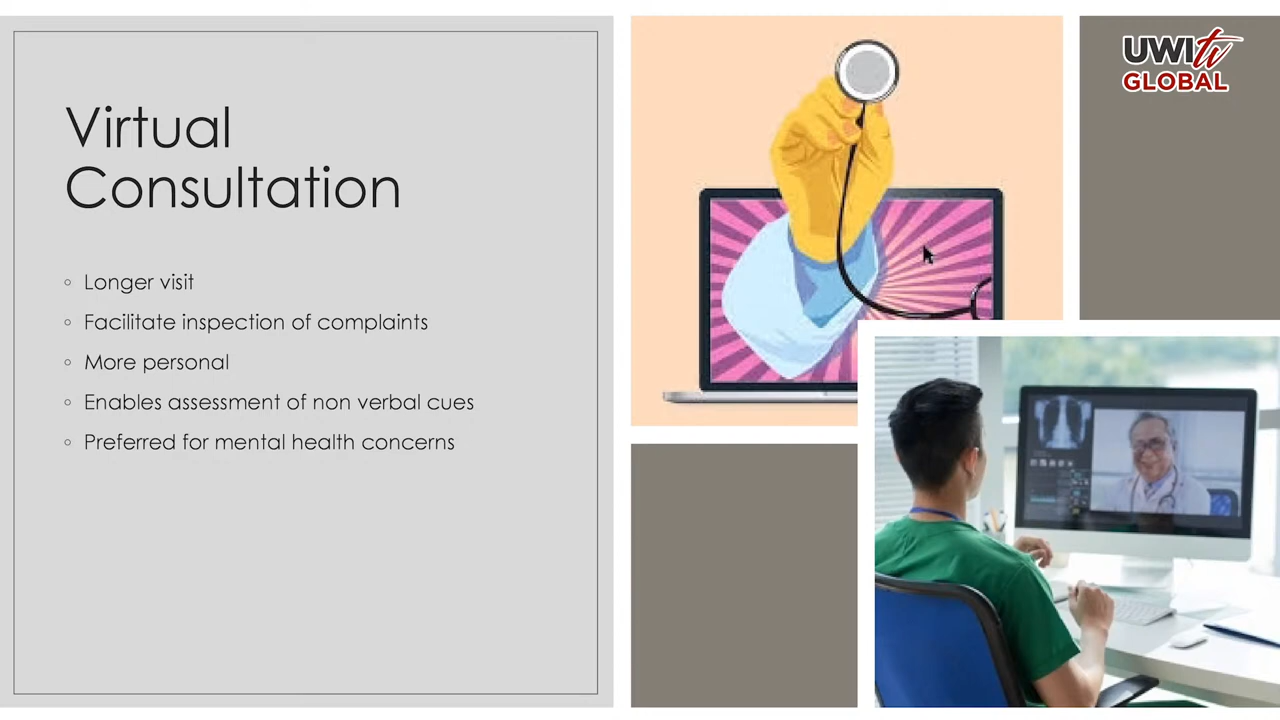 Virtual
Consultation
◦ Longer visit
◦ Facilitate inspection of complaints
◦ More personal
◦ Enables assessment of non verbal cues
◦ Preferred for mental health concerns
UWItv
GLOBAL